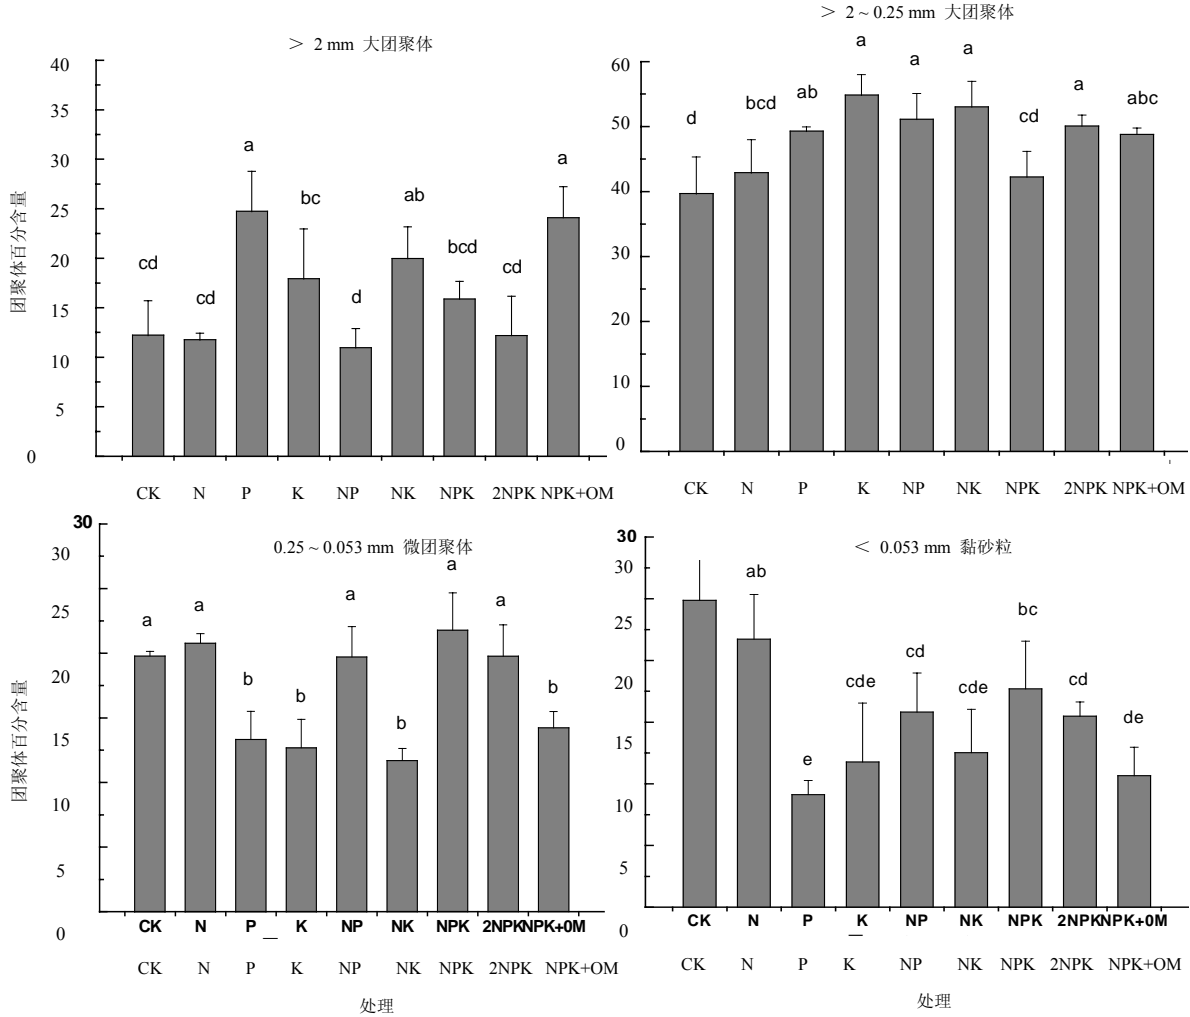 > 2 mm 大团聚体
团聚体百分含量
40
35
30
25
20
15
10
5
0
cd
cd
a
bc
d
ab
bcd
cd
a
CK N P K NP NK NPK 2NPK NPK+OM
> 2 ~ 0.25 mm 大团聚体
60
50
40
30
20
10
0
d
bcd
ab
a
a
a
cd
a
abc
CK N P K NP NK NPK 2NPK NPK+OM
0.25 ~ 0.053 mm 微团聚体
团聚体百分含量
30
30
25
20
15
10
5
0
a
a
b
b
a
b
a
a
b
CK N P K NP NK NPK 2NPK NPK+0M
CK N P K NP NK NPK 2NPK NPK+OM
处理
< 0.053 mm 黏砂粒
30
30
25
20
15
10
5
0
ab
e
cde
cd
cde
bc
cd
de
CK N P K NP NK NPK 2NPK NPK+0M
CK N P K NP NK NPK 2NPK NPK+OM
处理